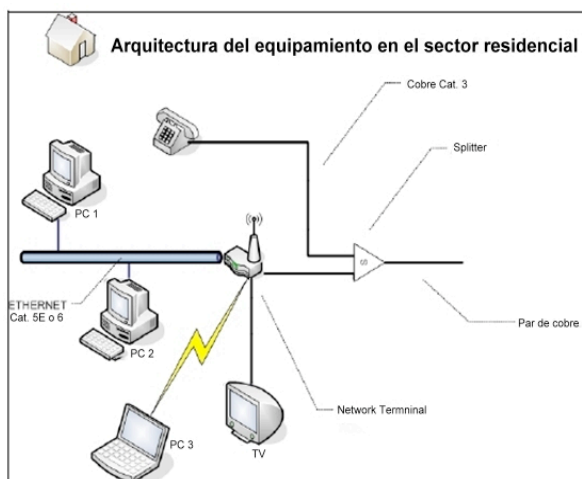 Arquitectura del equipamiento en el sector residencial
Cobre Cat. 3
Splitter
PC 1
ETHERNET
Cat. 5E o 6
PC 2
S
Par de cobre
Network Termninal
PC 3
TV